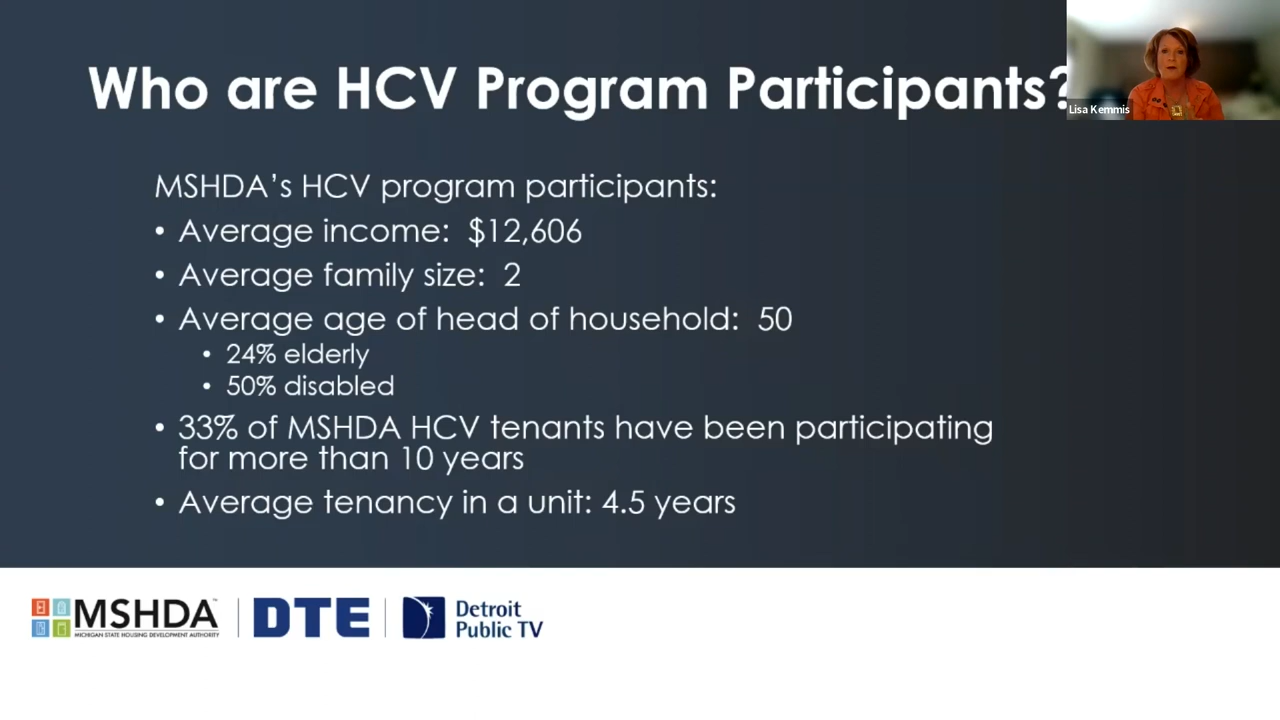 Who are HCV Program Participants?
Lisa Kemmis
MSHDA’s HCV program participants:
• Average income: $12,606
• Average family size: 2
• Average age of head of household: 50
• 24% elderly
• 50% disabled
• 33% of MSHDA HCV tenants have been participating
for more than 10 years
• Average tenancy in a unit: 4.5 years
MSHDA™
MICHIGAN STATE HOUSING DEVELOPMENT AUTHORITY
DTE
Detroit
Public TV